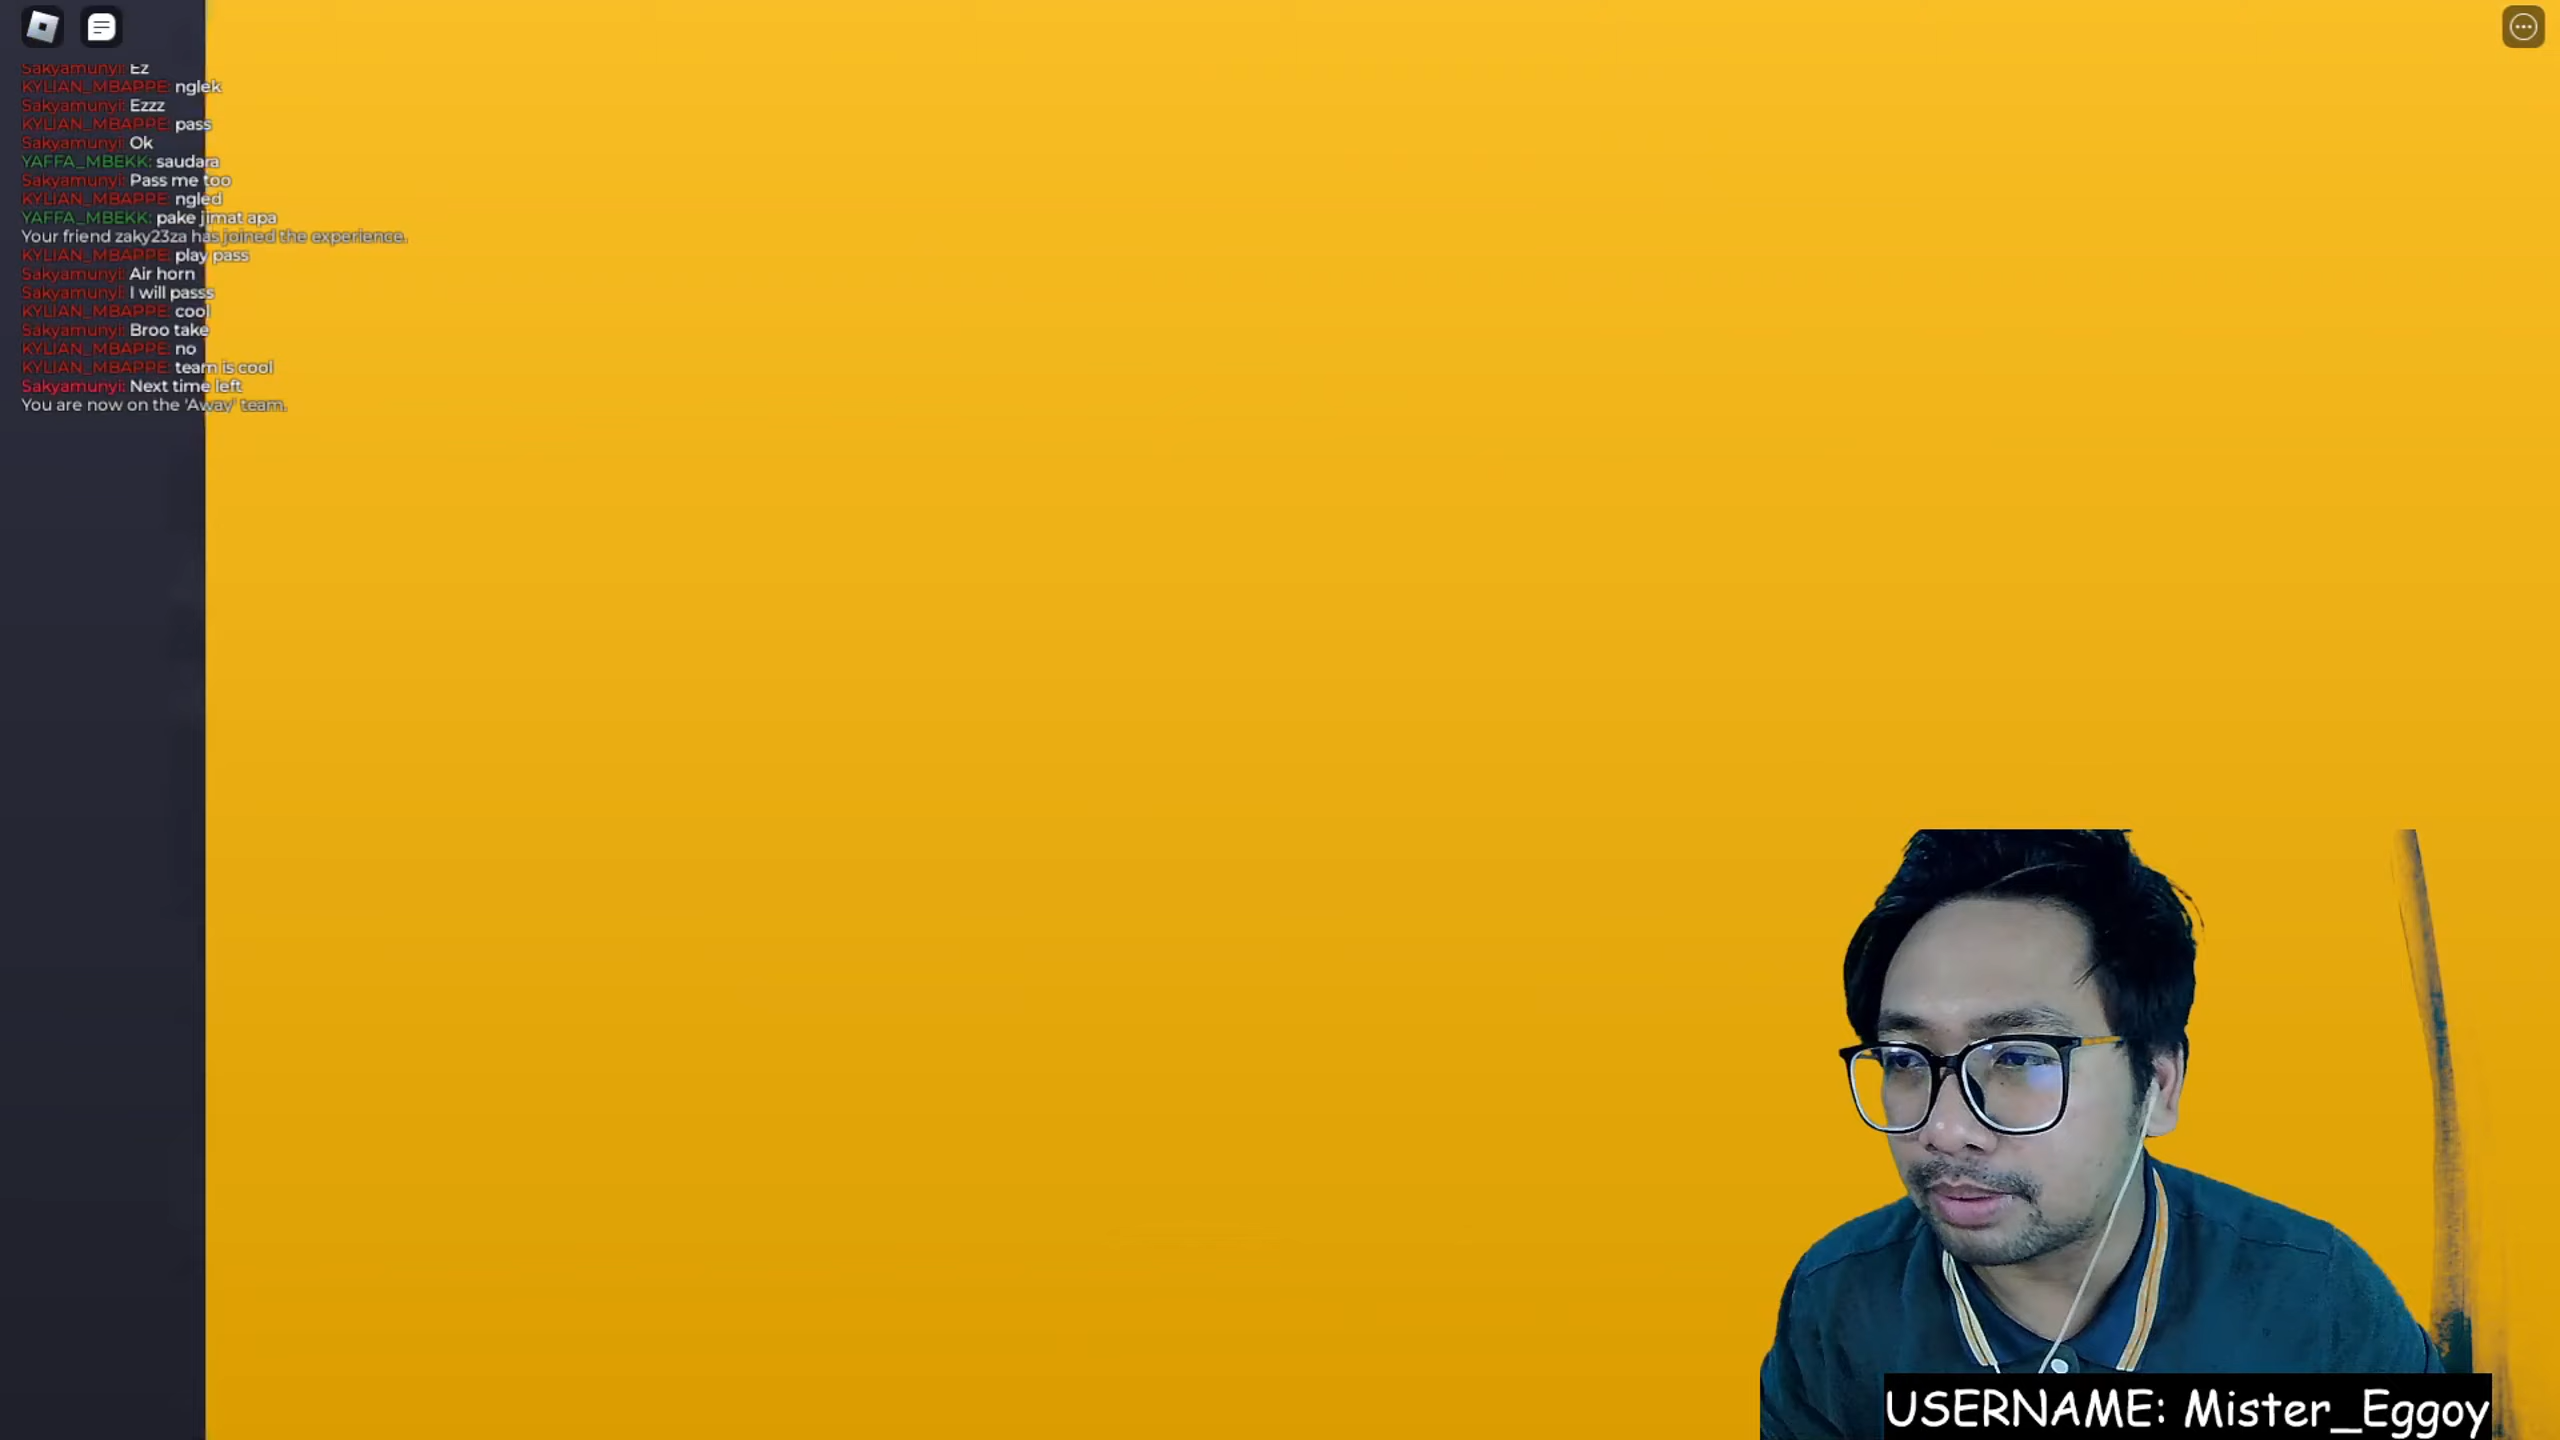 Sakyamunyi: Ez
KYLIAN_MBAPPE: nglek
Sakyamunyi: Ezzz
KYLIAN_MBAPPE: pass
Sakyamunyi: Ok
YAFFA_MBEKK: saudara
Sakyamunyi: Pass me too
KYLIAN_MBAPPE: ngled
YAFFA_MBEKK: pake jimat apa
Your friend zaky23za has joined the experience.
KYLIAN_MBAPPE: play pass
Sakyamunyi: Air horn
Sakyamunyi: I will passs
KYLIAN_MBAPPE: cool
Sakyamunyi: Broo take
KYLIAN_MBAPPE: no
KYLIAN_MBAPPE: team is cool
Sakyamunyi: Next time left
You are now on the 'Away' team.
USERNAME: Mister_Eggoy